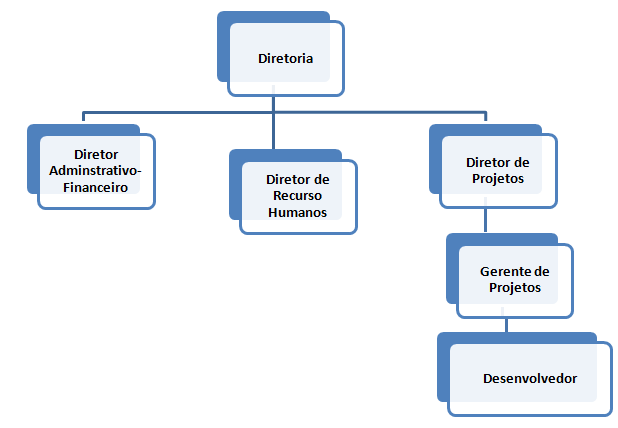 Diretoria
Diretor
Adminstrativo-
Financeiro
Diretor de
Recurso
Humanos
Diretor de
Projetos
Gerente de
Projetos
Desenvolvedor